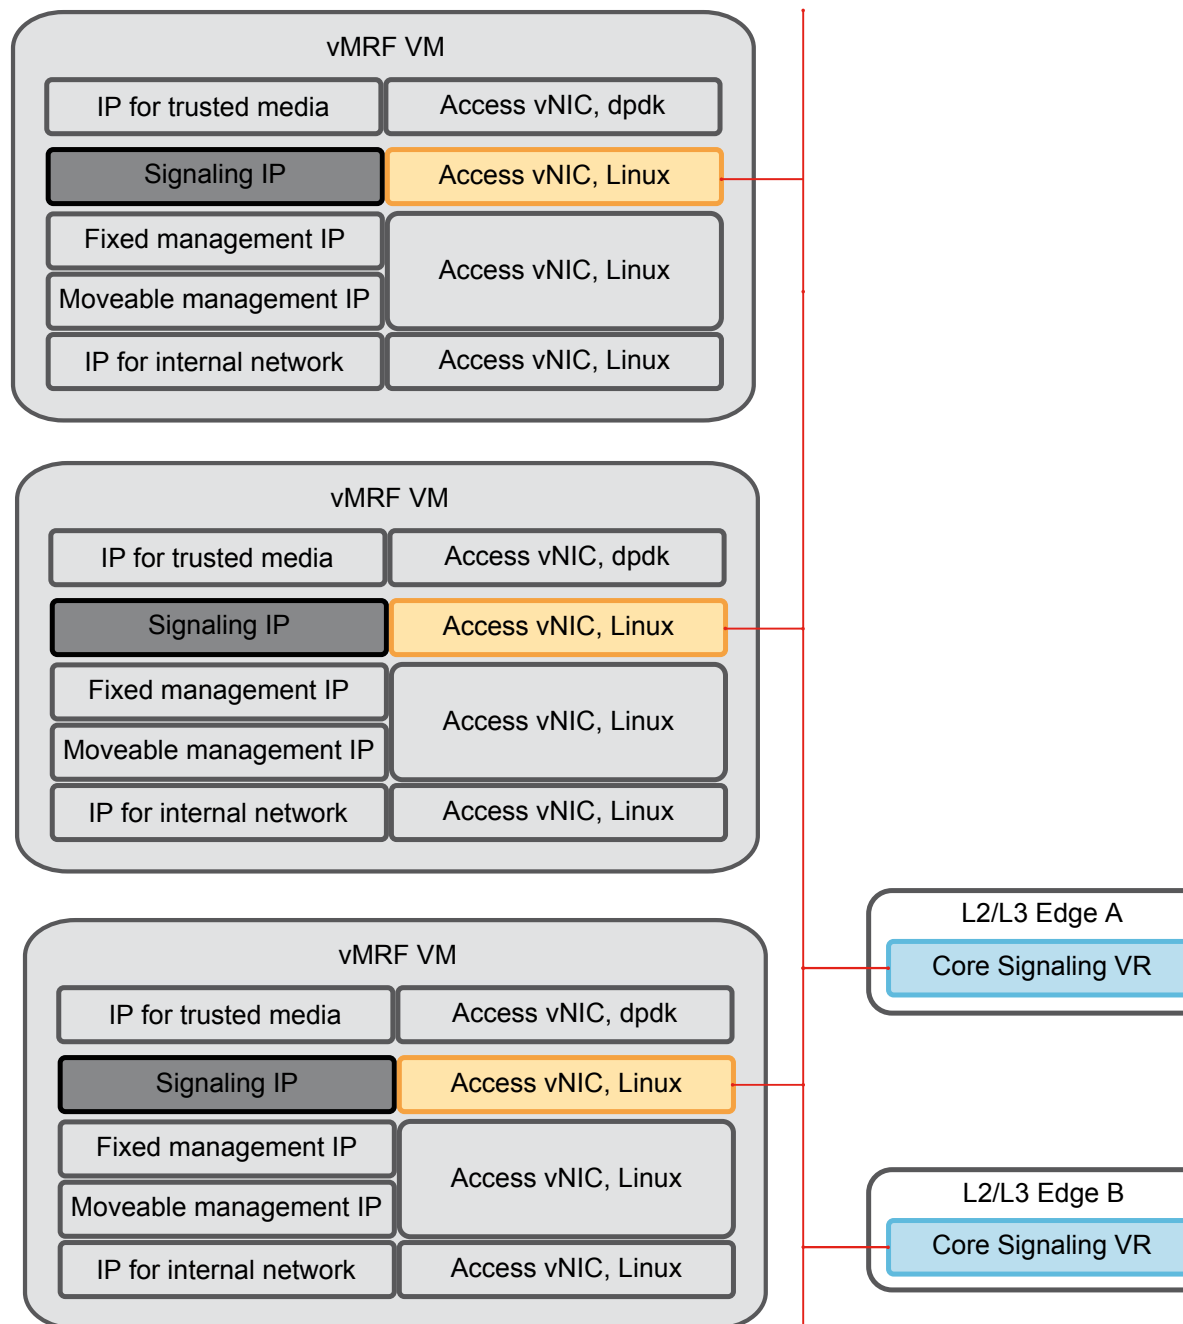 vMRF VM
IP for trusted media
Access vNIC, dpdk
Signaling IP
Access vNIC, Linux
Fixed management IP
Access vNIC, Linux
Moveable management IP
IP for internal network
Access vNIC, Linux
vMRF VM
IP for trusted media
Access vNIC, dpdk
Signaling IP
Access vNIC, Linux
Fixed management IP
Access vNIC, Linux
Moveable management IP
IP for internal network
Access vNIC, Linux
vMRF VM
IP for trusted media
Access vNIC, dpdk
Signaling IP
Access vNIC, Linux
Fixed management IP
Access vNIC, Linux
Moveable management IP
IP for internal network
Access vNIC, Linux
L2/L3 Edge A
Core Signaling VR
L2/L3 Edge B
Core Signaling VR